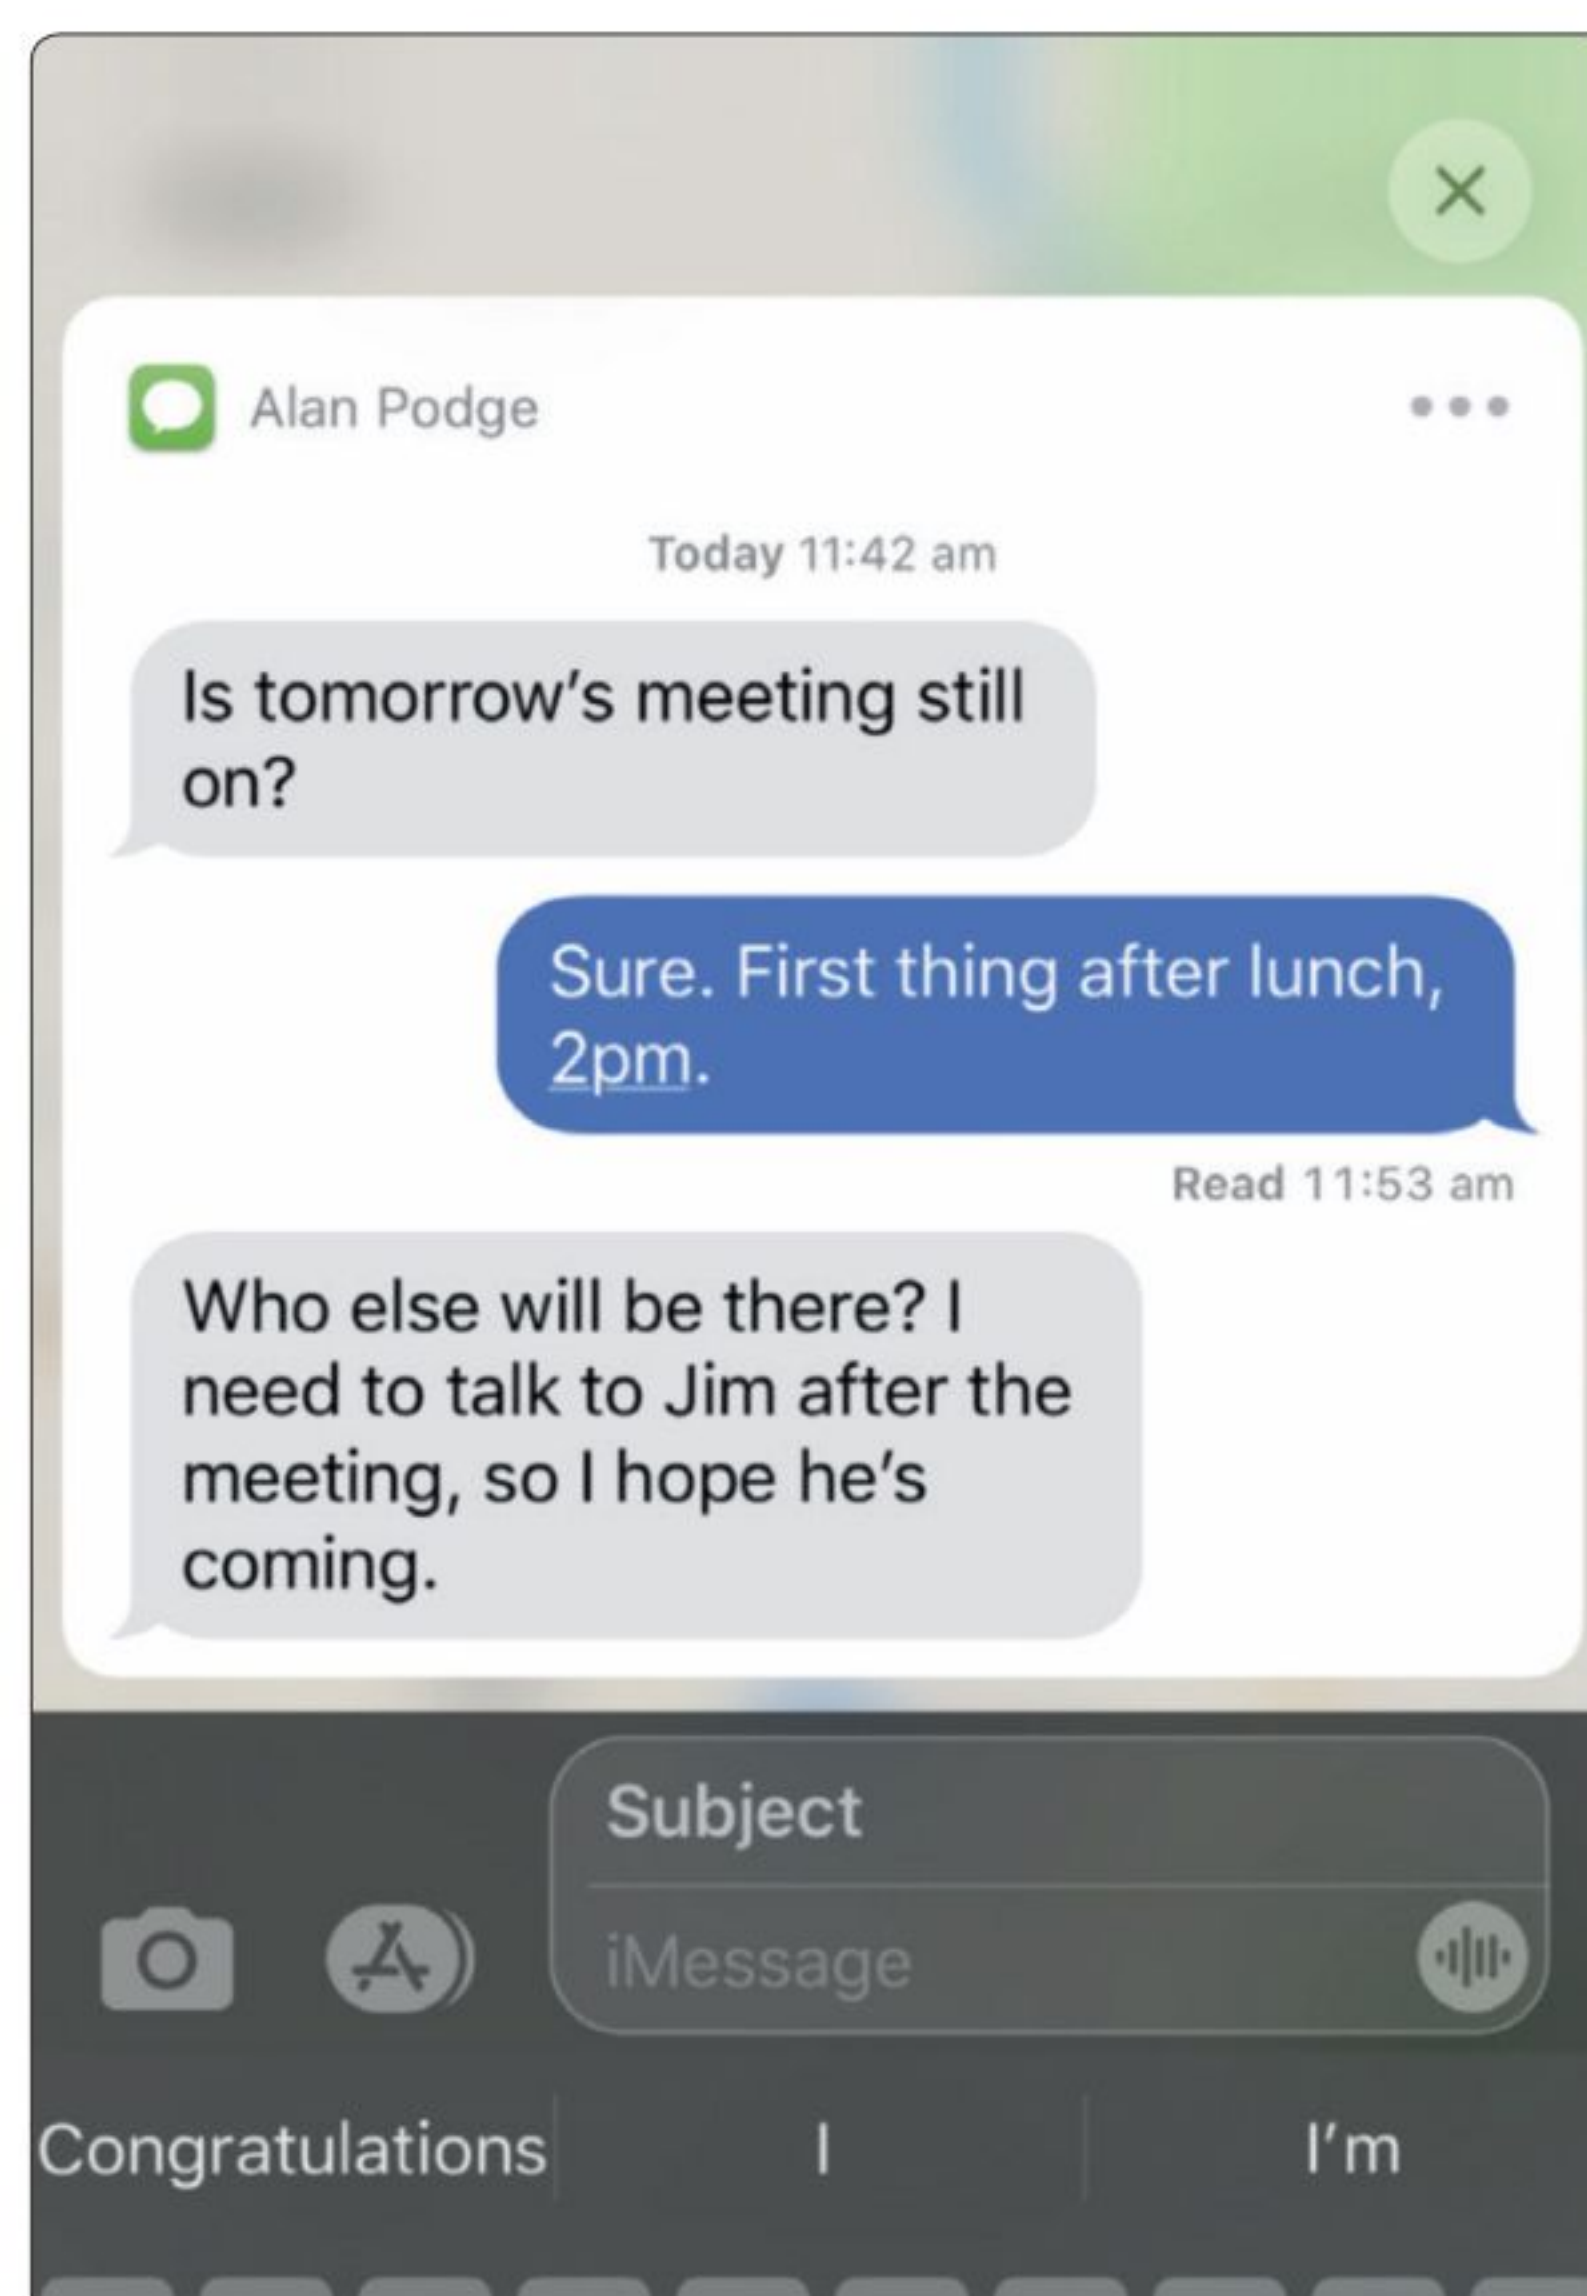 Alan Podge
Today 11:42 am
Is tomorrow’s meeting still
on?
Sure. First thing after lunch,
2pm.
Read 11:53 am
Who else will be there? I
need to talk to Jim after the
meeting, so I hope he’s
coming.
Subject
iMessage
Congratulations I I’m